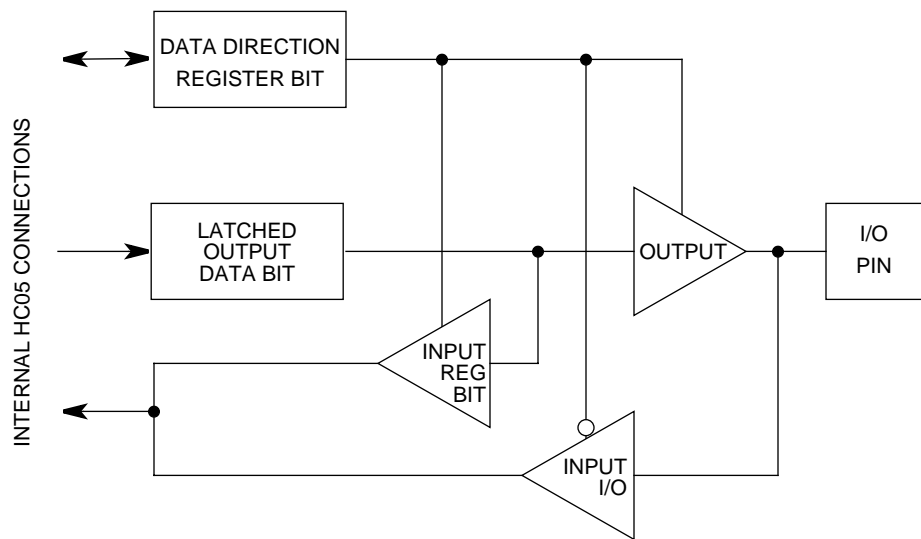 DATA DIRECTION
REGISTER BIT
INTERNAL HC05 CONNECTIONS
LATCHED
OUTPUT
DATA BIT
OUTPUT
I/O
PIN
INPUT
REG
BIT
INPUT
I/O